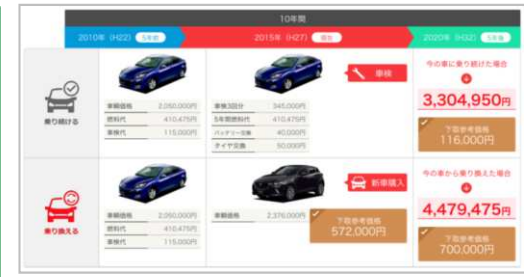 10年間
2010年 (H22) 5年前
2015年 (H27) 現在
2020年 (H32) 5年後
乗り続ける
車輌価格 2,050,000円
燃料代 410,475円
車検代 115,000円
車検3回分 345,000円
5年間燃料代 410,475円
バッテリー交換 40,000円
タイヤ交換 50,000円
車検
今の車に乗り続けた場合
3,304,950円
下取参考価格
116,000円
乗り換える
車輌価格 2,050,000円
燃料代 410,475円
車検代 115,000円
車輌価格 2,376,000円
新車購入
下取参考価格
572,000円
今の車から乗り換えた場合
4,479,475円
下取参考価格
700,000円